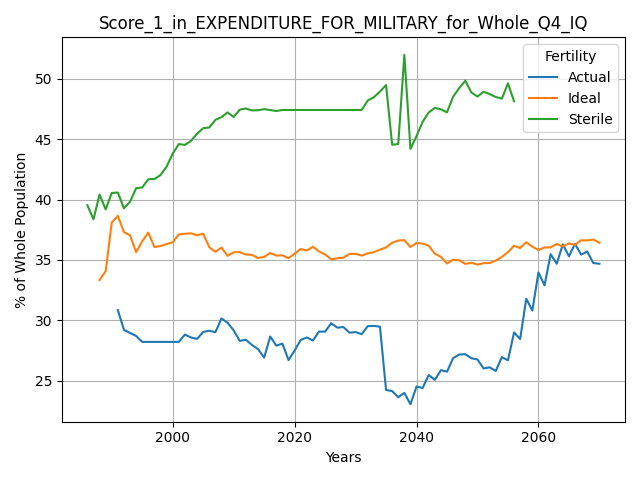 Score_1_in_EXPENDITURE_FOR_MILITARY_for_Whole_Q4_IQ
Fertility
Actual
Ideal
Sterile
% of Whole Population
50
45
40
35
30
25
2000
2020
2040
2060
Years